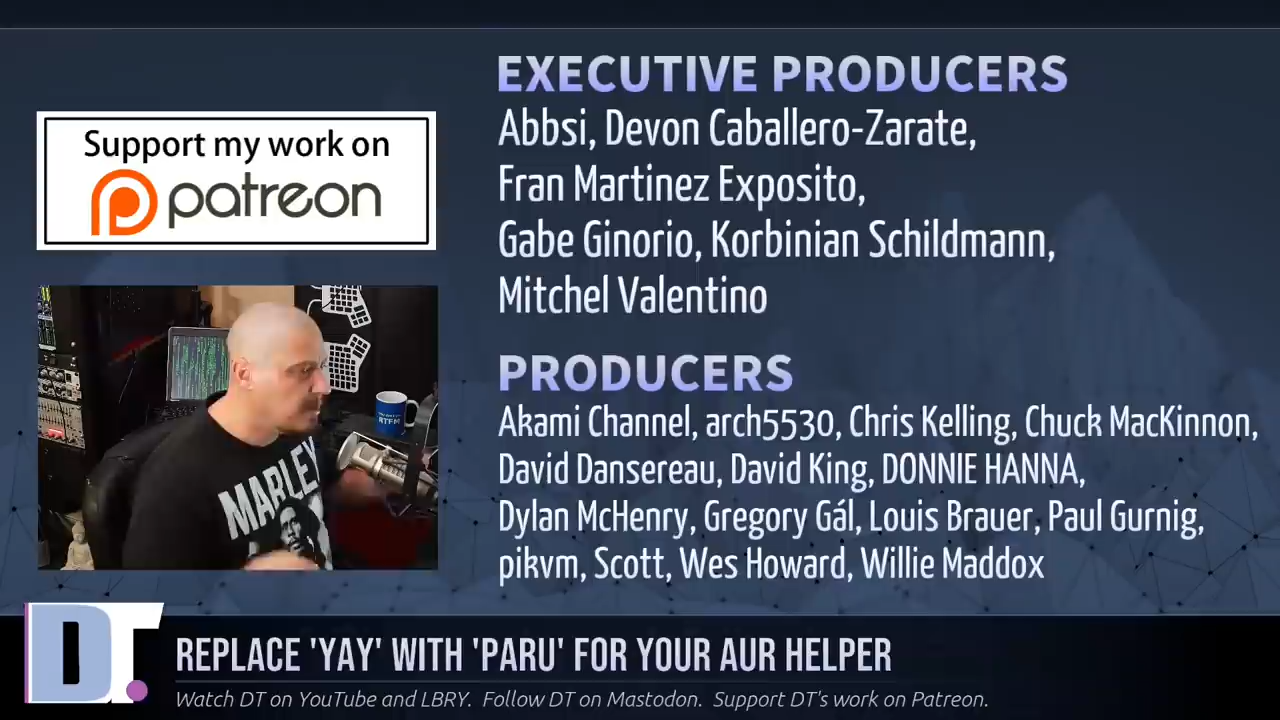 Support my work on
patreon
EXECUTIVE PRODUCERS
Abbsi, Devon Caballero-Zarate,
Fran Martinez Exposito,
Gabe Ginorio, Korbinian Schildmann,
Mitchel Valentino
PRODUCERS
Akami Channel, arch5530, Chris Kelling, Chuck MacKinnon,
David Dansereau, David King, DONNIE HANNA,
Dylan McHenry, Gregory Gál, Louis Brauer, Paul Gurnig,
pikvm, Scott, Wes Howard, Willie Maddox
RTFM
MARLEY
DT.
REPLACE 'YAY' WITH 'PARU' FOR YOUR AUR HELPER
Watch DT on YouTube and LBRY. Follow DT on Mastodon. Support DT's work on Patreon.